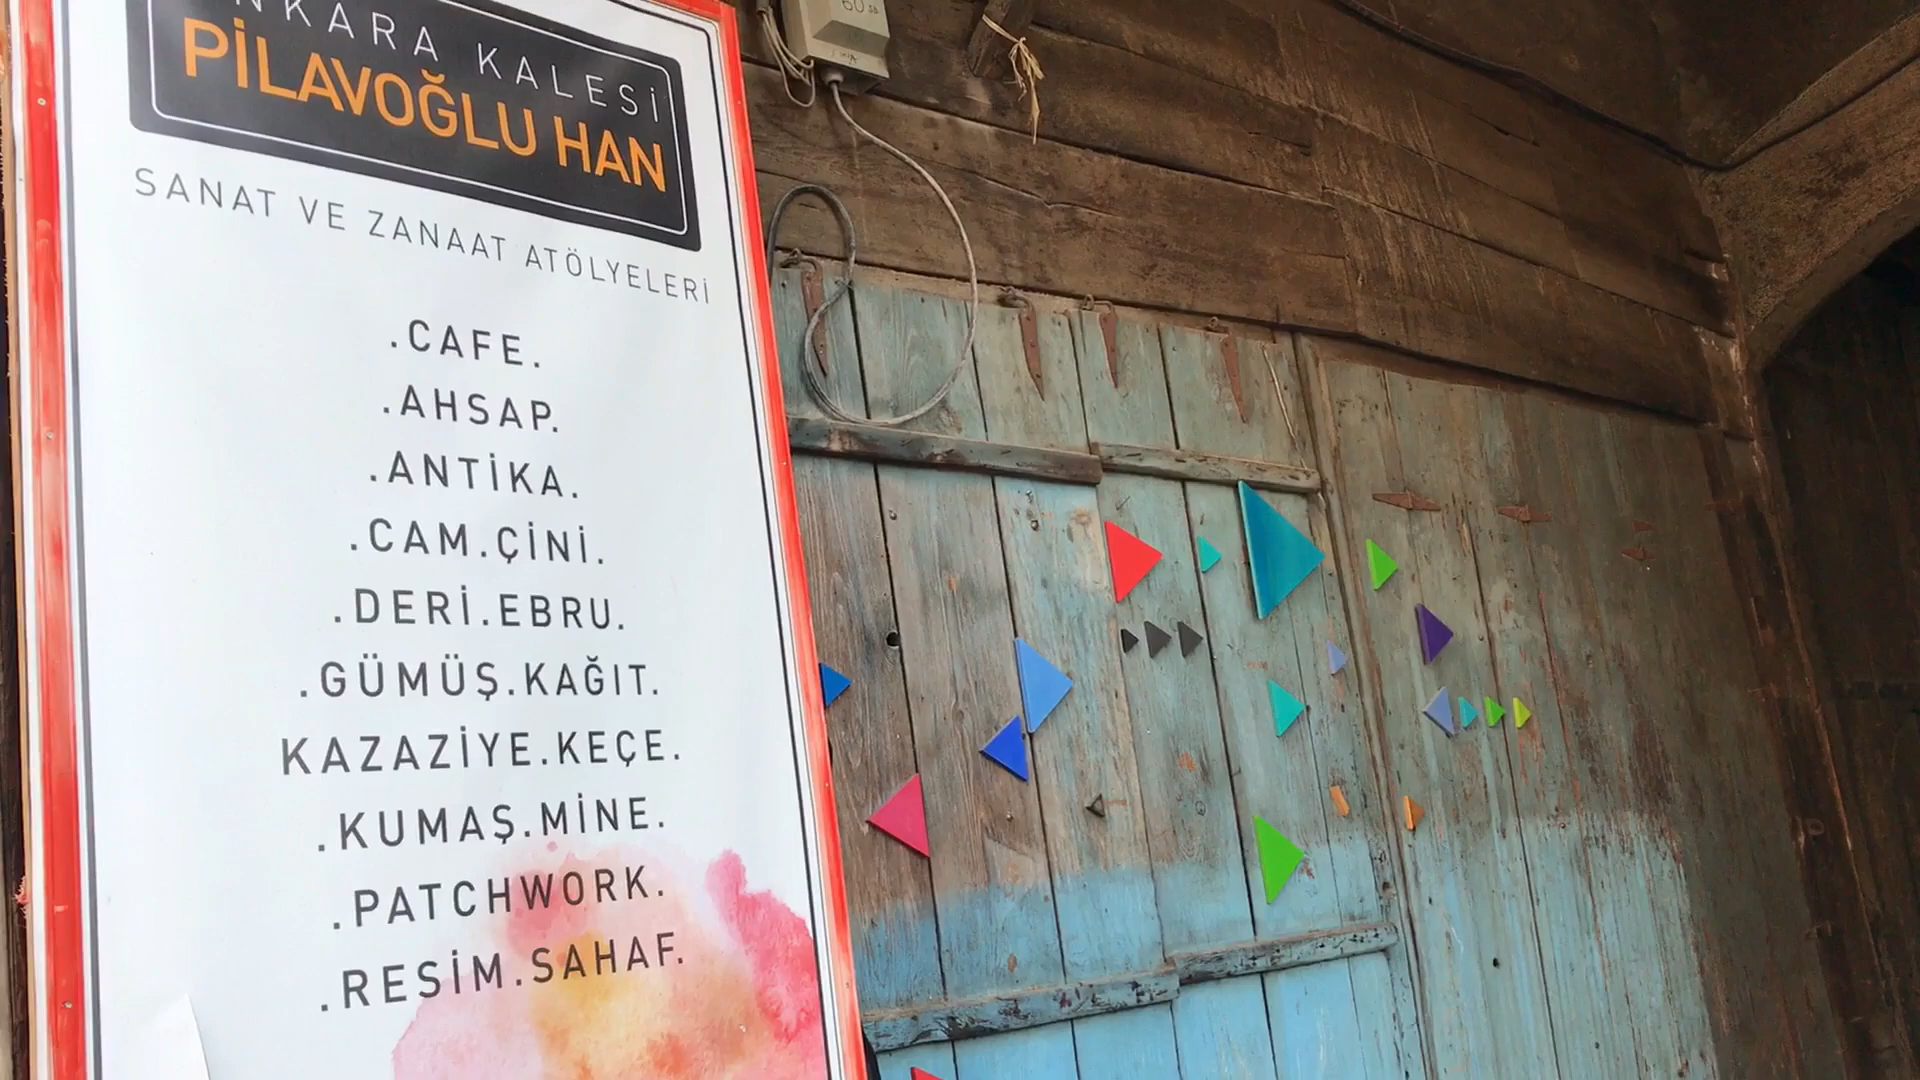 ANKARA KALESİ
PİLAVOĞLU HAN
SANAT VE ZANAAT ATÖLYELERİ
.CAFE.
.AHSAP.
.ANTİKA.
.CAM.ÇİNİ.
.DERİ.EBRU.
.GÜMÜŞ.KAĞIT.
KAZAZİYE.KEÇE.
.KUMAŞ.MİNE.
.PATCHWORK.
.RESİM.SAHAF.